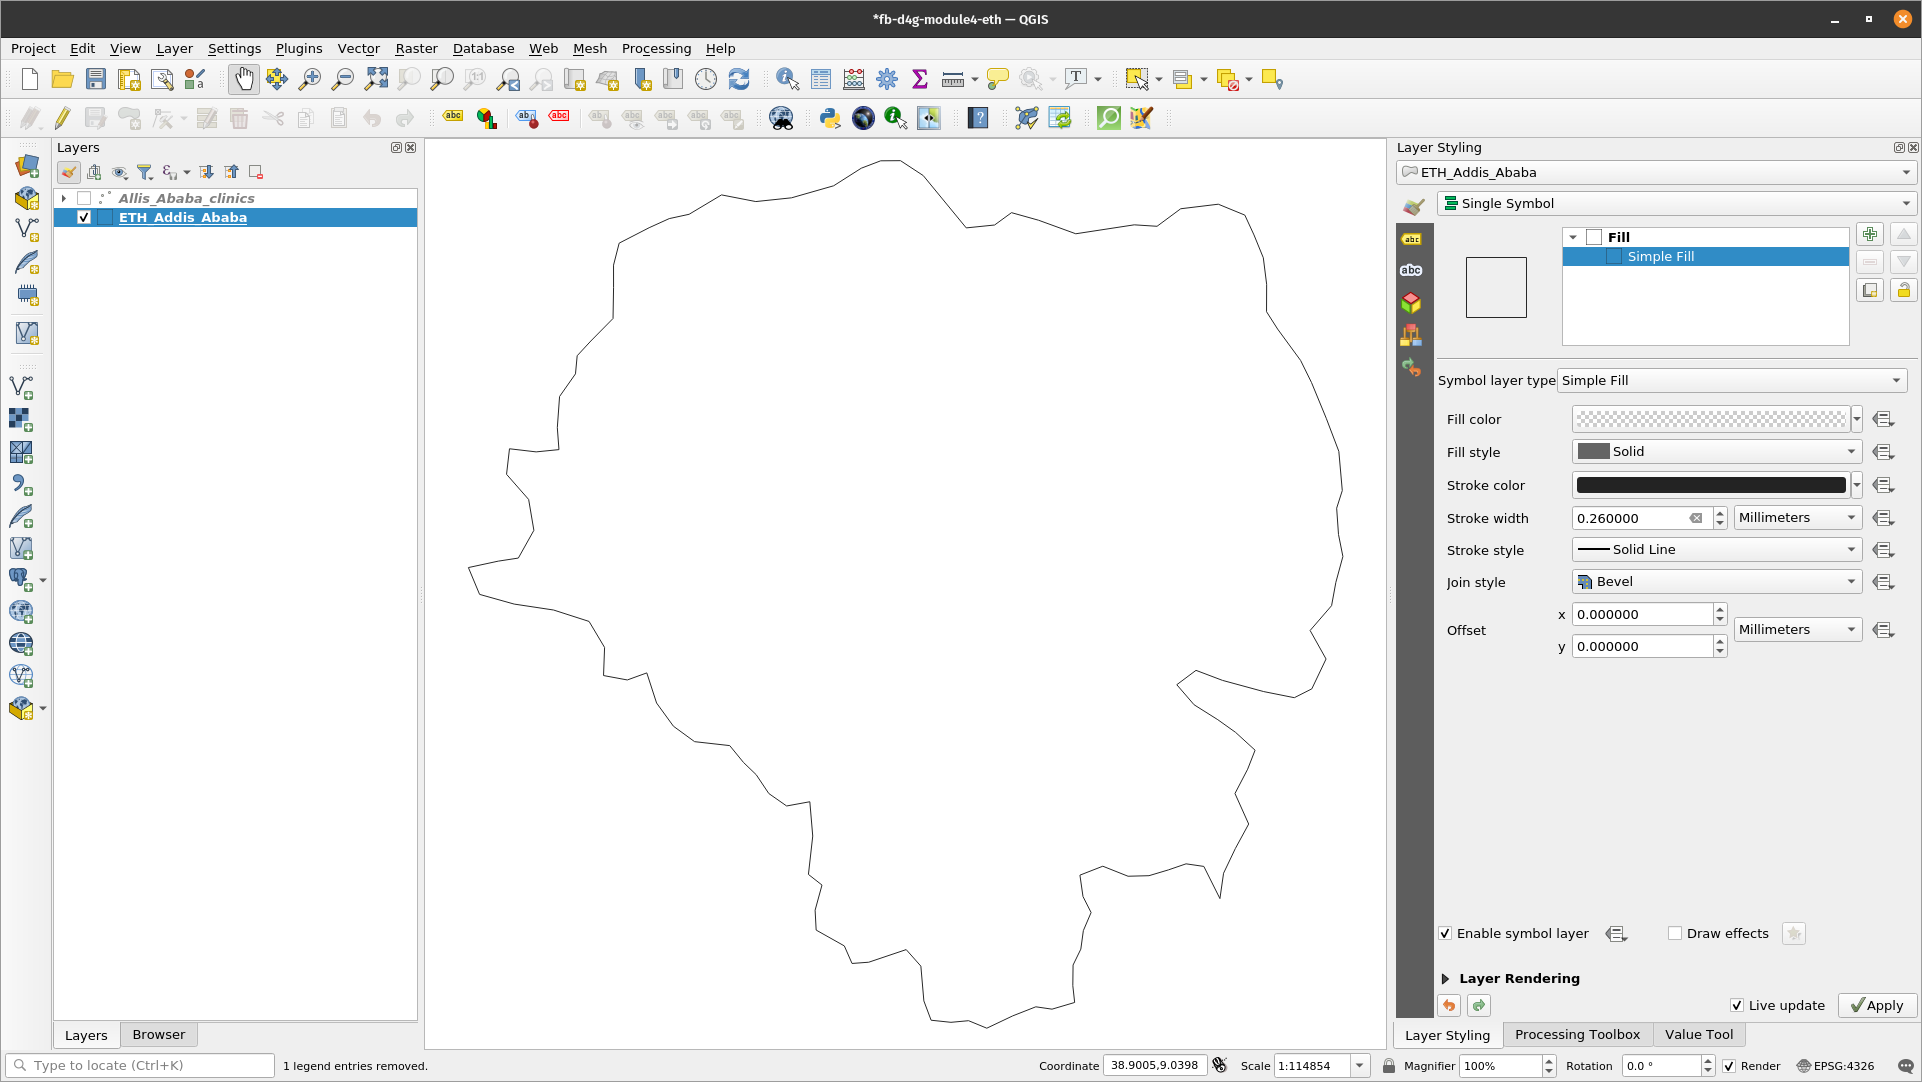 *fb-d4g-module4-eth — QGIS
Project Edit View Layer Settings Plugins Vector Raster Database Web Mesh Processing Help
Layers
Allis_Ababa_clinics
ETH_Addis_Ababa
Layers Browser
Layer Styling
ETH_Addis_Ababa
Single Symbol
Fill
Simple Fill
Symbol layer type Simple Fill
Fill color
Fill style Solid
Stroke color
Stroke width 0.260000 Millimeters
Stroke style Solid Line
Join style Bevel
Offset x 0.000000 Millimeters
y 0.000000
Enable symbol layer Draw effects
Layer Rendering
Live update Apply
Layer Styling Processing Toolbox Value Tool
Type to locate (Ctrl+K) 1 legend entries removed. Coordinate 38.9005,9.0398 Scale 1:114854 Magnifier 100% Rotation 0.0 ° Render EPSG:4326